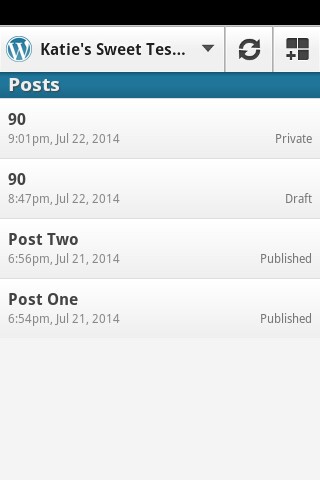 Katie's Sweet Tes...
Posts
90
9:01pm, Jul 22, 2014 Private
90
8:47pm, Jul 22, 2014 Draft
Post Two
6:56pm, Jul 21, 2014 Published
Post One
6:54pm, Jul 21, 2014 Published